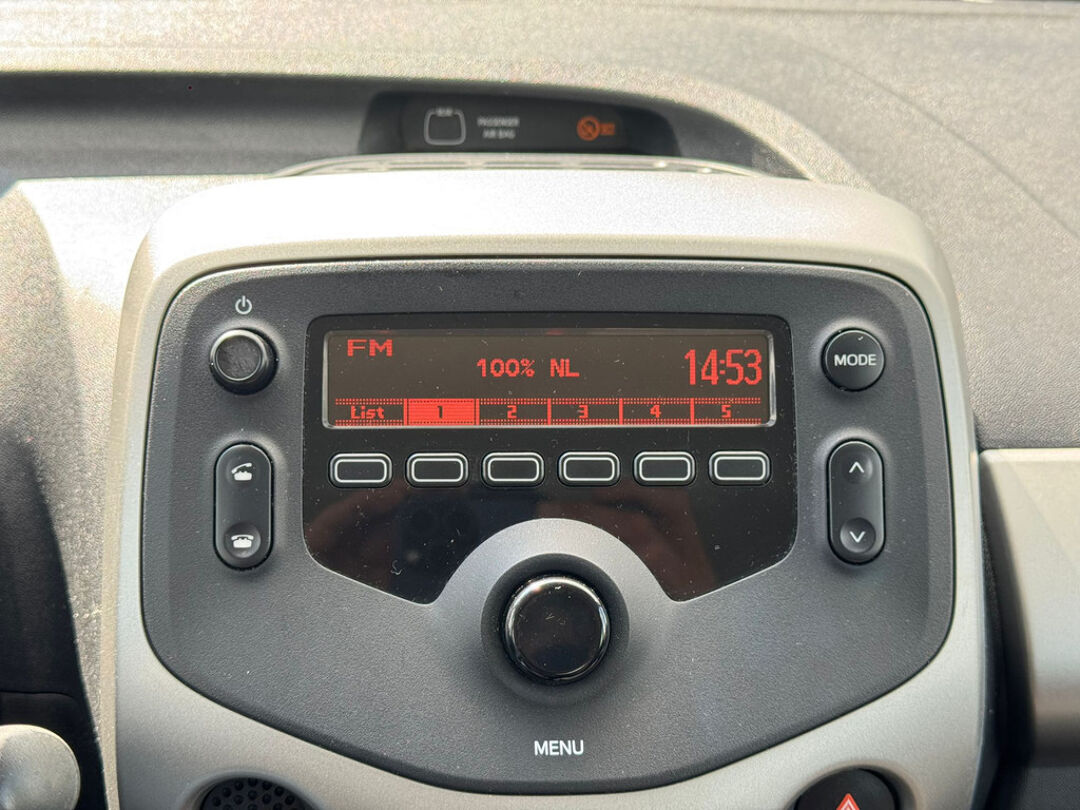 PASSENGER
AIR BAG
FM
100% NL
14:53
MODE
List 1 2 3 4 5
MENU